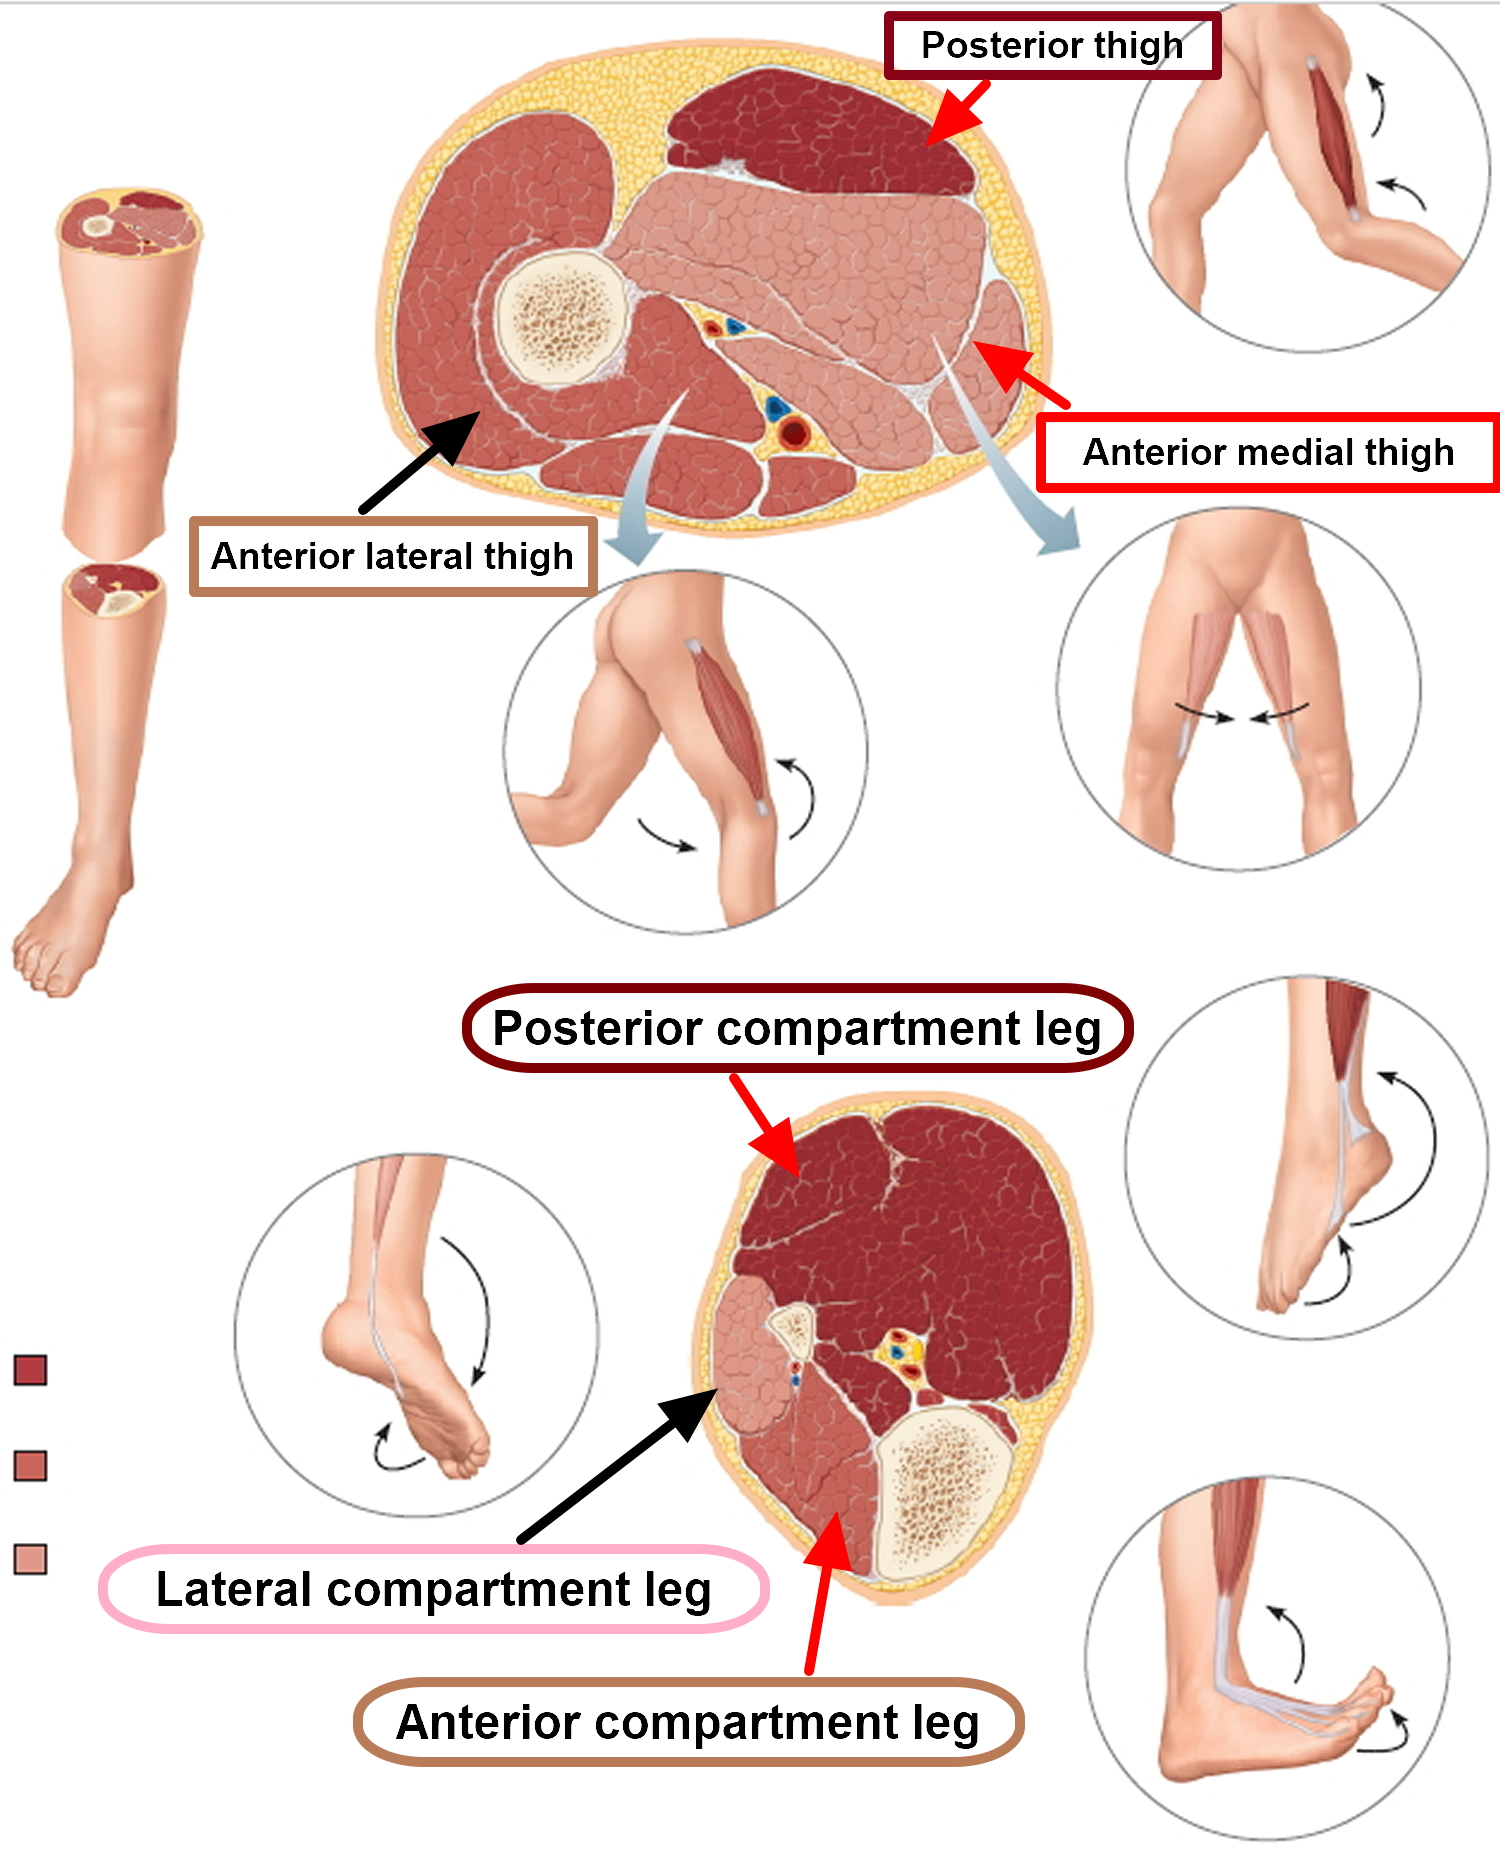 Posterior thigh
Anterior medial thigh
Anterior lateral thigh
Posterior compartment leg
Lateral compartment leg
Anterior compartment leg